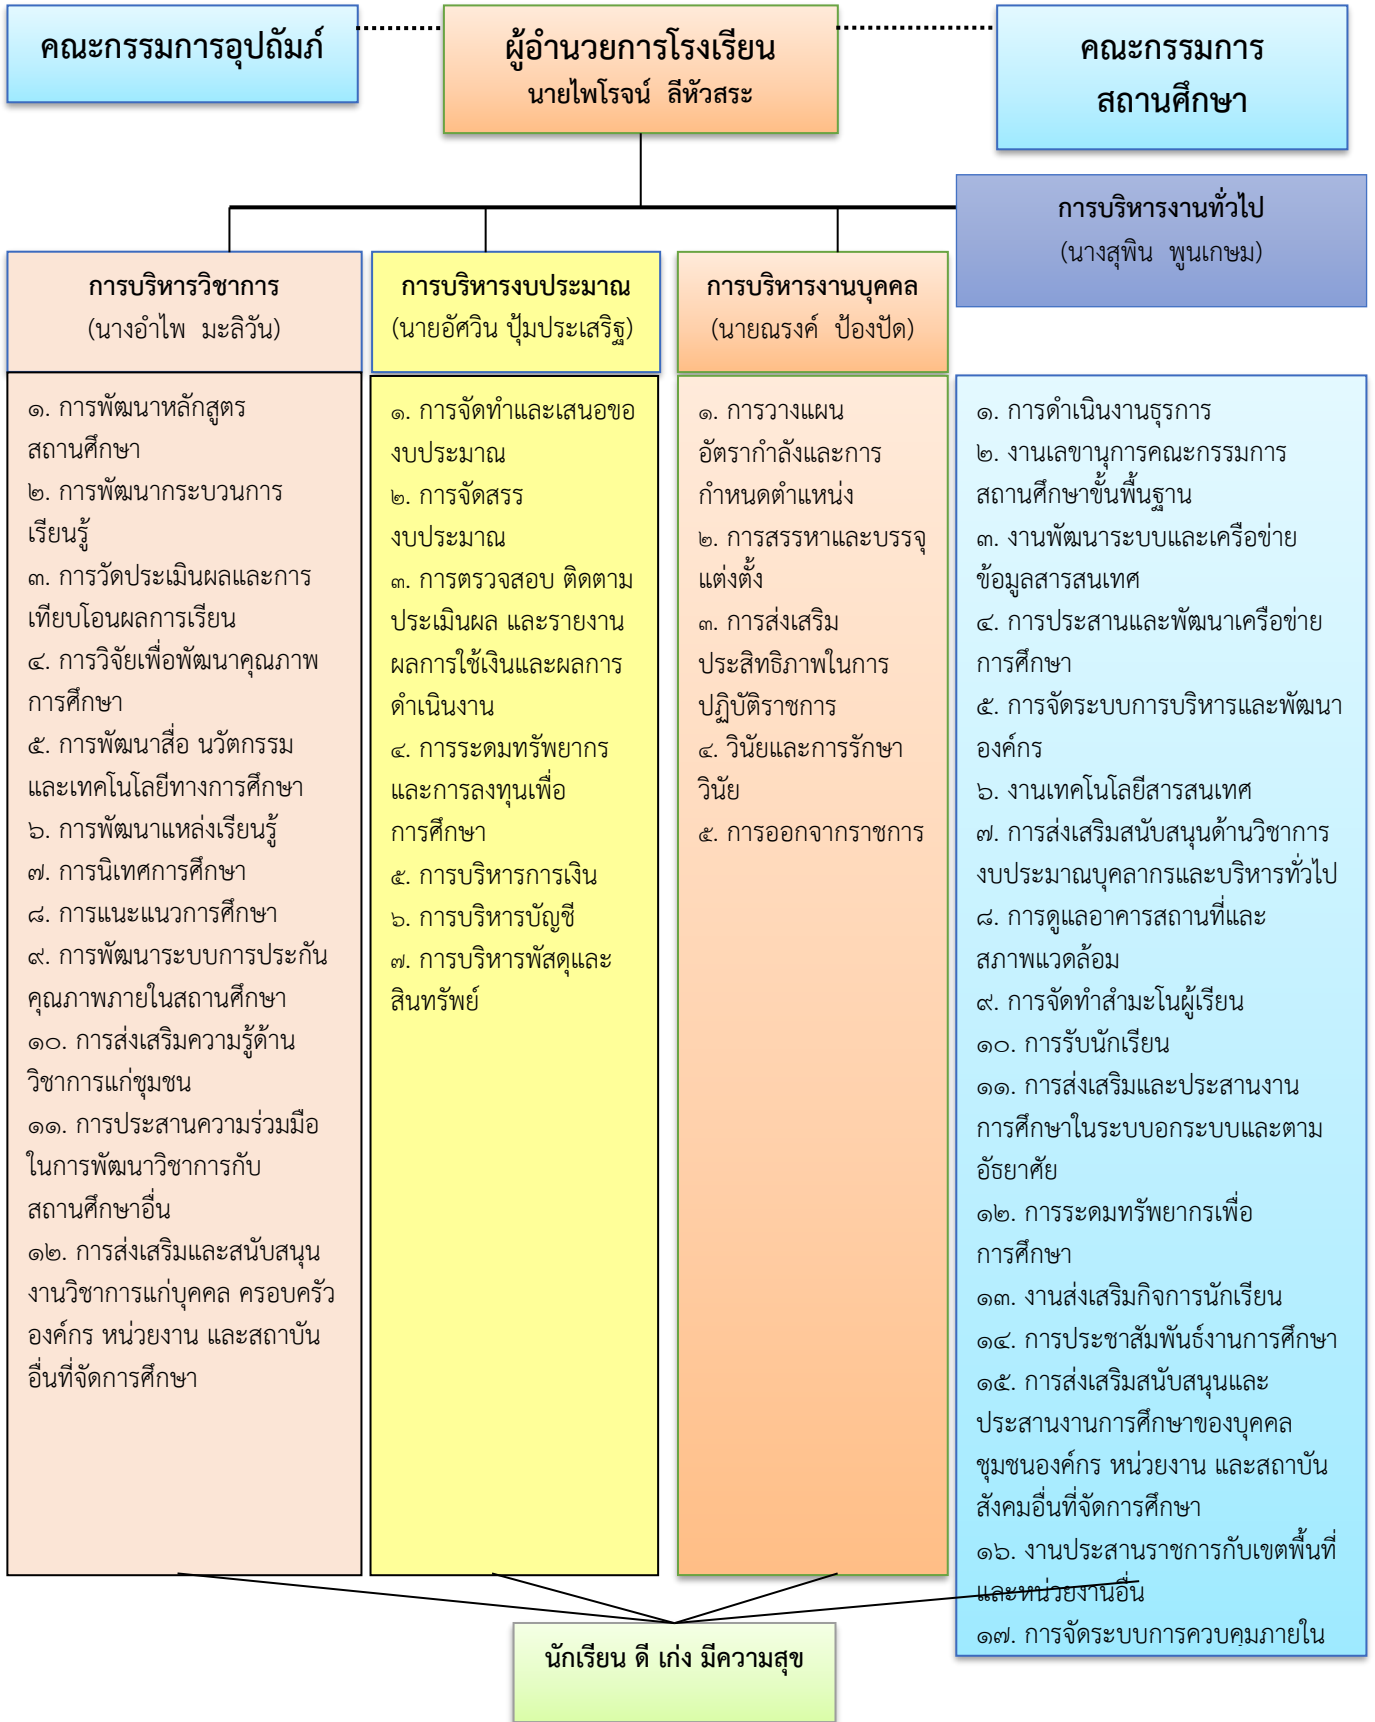 คณะกรรมการอุปถัมภ์
ผู้อำนวยการโรงเรียน
นายไพโรจน์ ลีหัวสระ
คณะกรรมการ
สถานศึกษา
การบริหารงานทั่วไป
(นางสุพิน พูนเกษม)
การบริหารวิชาการ
(นางอำไพ มะลิวัน)
การบริหารงบประมาณ
(นายอัศวิน ปุ้มประเสริฐ)
การบริหารงานบุคคล
(นายณรงค์ ป้องปัด)
๑. การพัฒนาหลักสูตร
สถานศึกษา
๒. การพัฒนากระบวนการ
เรียนรู้
๓. การวัดประเมินผลและการ
เทียบโอนผลการเรียน
๔. การวิจัยเพื่อพัฒนาคุณภาพ
การศึกษา
๕. การพัฒนาสื่อ นวัตกรรม
และเทคโนโลยีทางการศึกษา
๖. การพัฒนาแหล่งเรียนรู้
๗. การนิเทศการศึกษา
๘. การแนะแนวการศึกษา
๙. การพัฒนาระบบการประกัน
คุณภาพภายในสถานศึกษา
๑๐. การส่งเสริมความรู้ด้าน
วิชาการแก่ชุมชน
๑๑. การประสานความร่วมมือ
ในการพัฒนาวิชาการกับ
สถานศึกษาอื่น
๑๒. การส่งเสริมและสนับสนุน
งานวิชาการแก่บุคคล ครอบครัว
องค์กร หน่วยงาน และสถาบัน
อื่นที่จัดการศึกษา
๑. การจัดทำและเสนอขอ
งบประมาณ
๒. การจัดสรร
งบประมาณ
๓. การตรวจสอบ ติดตาม
ประเมินผล และรายงาน
ผลการใช้เงินและผลการ
ดำเนินงาน
๔. การระดมทรัพยากร
และการลงทุนเพื่อ
การศึกษา
๕. การบริหารการเงิน
๖. การบริหารบัญชี
๗. การบริหารพัสดุและ
สินทรัพย์
๑. การวางแผน
อัตรากำลังและการ
กำหนดตำแหน่ง
๒. การสรรหาและบรรจุ
แต่งตั้ง
๓. การส่งเสริม
ประสิทธิภาพในการ
ปฏิบัติราชการ
๔. วินัยและการรักษา
วินัย
๕. การออกจากราชการ
๑. การดำเนินงานธุรการ
๒. งานเลขานุการคณะกรรมการ
สถานศึกษาขั้นพื้นฐาน
๓. งานพัฒนาระบบและเครือข่าย
ข้อมูลสารสนเทศ
๔. การประสานและพัฒนาเครือข่าย
การศึกษา
๕. การจัดระบบการบริหารและพัฒนา
องค์กร
๖. งานเทคโนโลยีสารสนเทศ
๗. การส่งเสริมสนับสนุนด้านวิชาการ
งบประมาณบุคลากรและบริหารทั่วไป
๘. การดูแลอาคารสถานที่และ
สภาพแวดล้อม
๙. การจัดทำสำมะโนผู้เรียน
๑๐. การรับนักเรียน
๑๑. การส่งเสริมและประสานงาน
การศึกษาในระบบอกระบบและตาม
อัธยาศัย
๑๒. การระดมทรัพยากรเพื่อ
การศึกษา
๑๓. งานส่งเสริมกิจการนักเรียน
๑๔. การประชาสัมพันธ์งานการศึกษา
๑๕. การส่งเสริมสนับสนุนและ
ประสานงานการศึกษาของบุคคล
ชุมชนองค์กร หน่วยงาน และสถาบัน
สังคมอื่นที่จัดการศึกษา
๑๖. งานประสานราชการกับเขตพื้นที่
และหน่วยงานอื่น
๑๗. การจัดระบบการควบคุมภายใน
นักเรียน ดี เก่ง มีความสุข